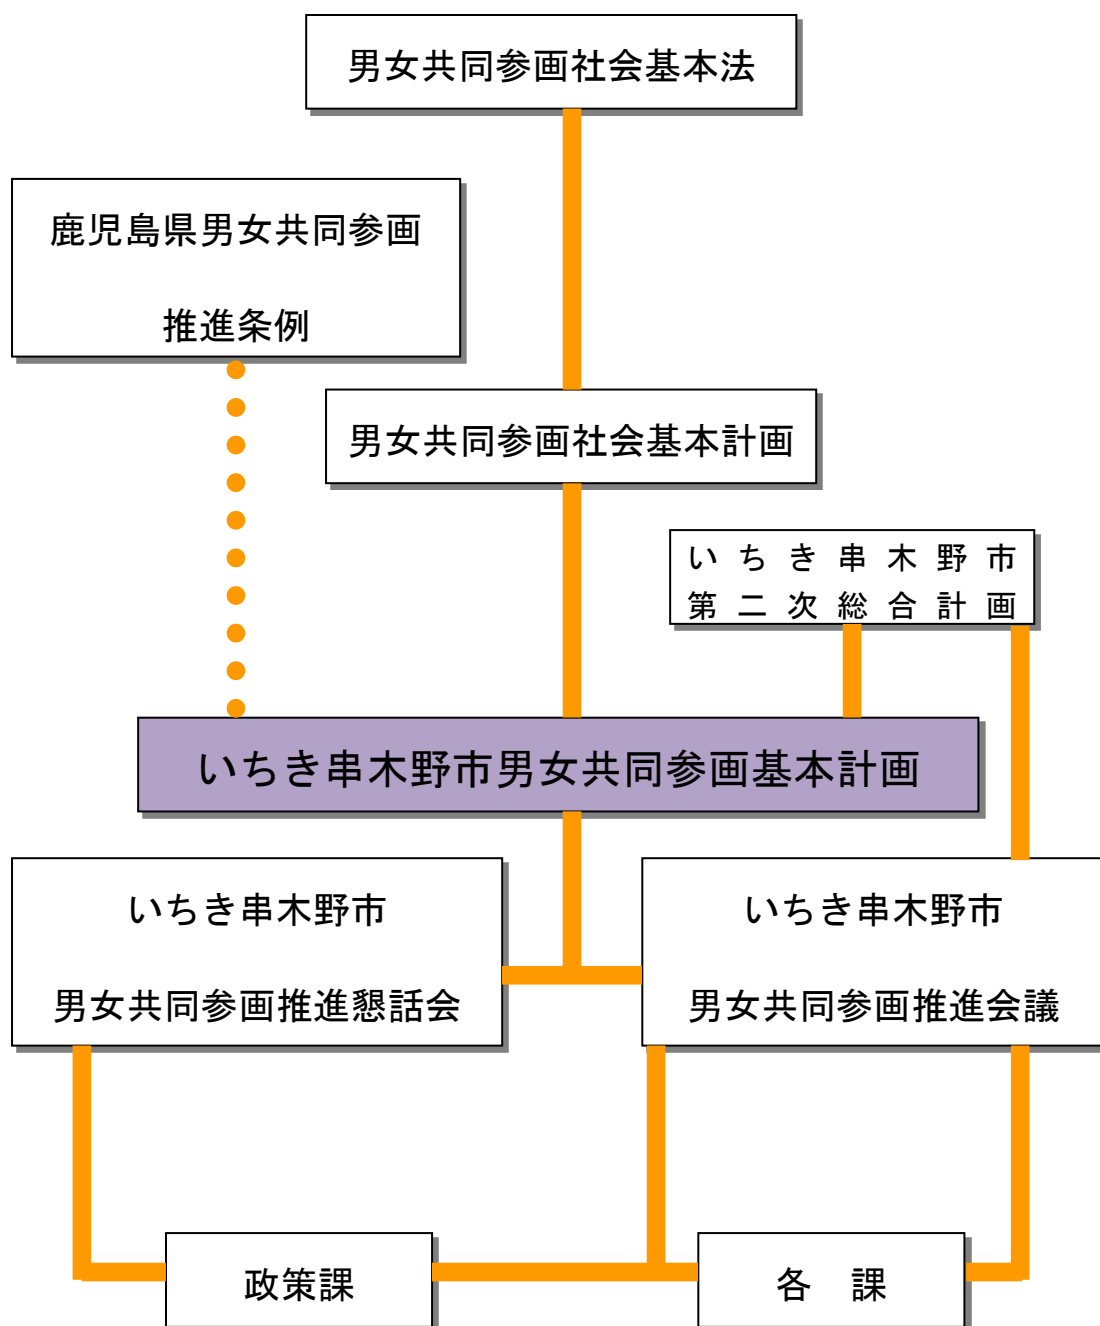 男女共同参画社会基本法
鹿児島県男女共同参画
推進条例
男女共同参画社会基本計画
いちき串木野市
第二次総合計画
いちき串木野市男女共同参画基本計画
いちき串木野市
男女共同参画推進懇話会
いちき串木野市
男女共同参画推進会議
政策課
各　課